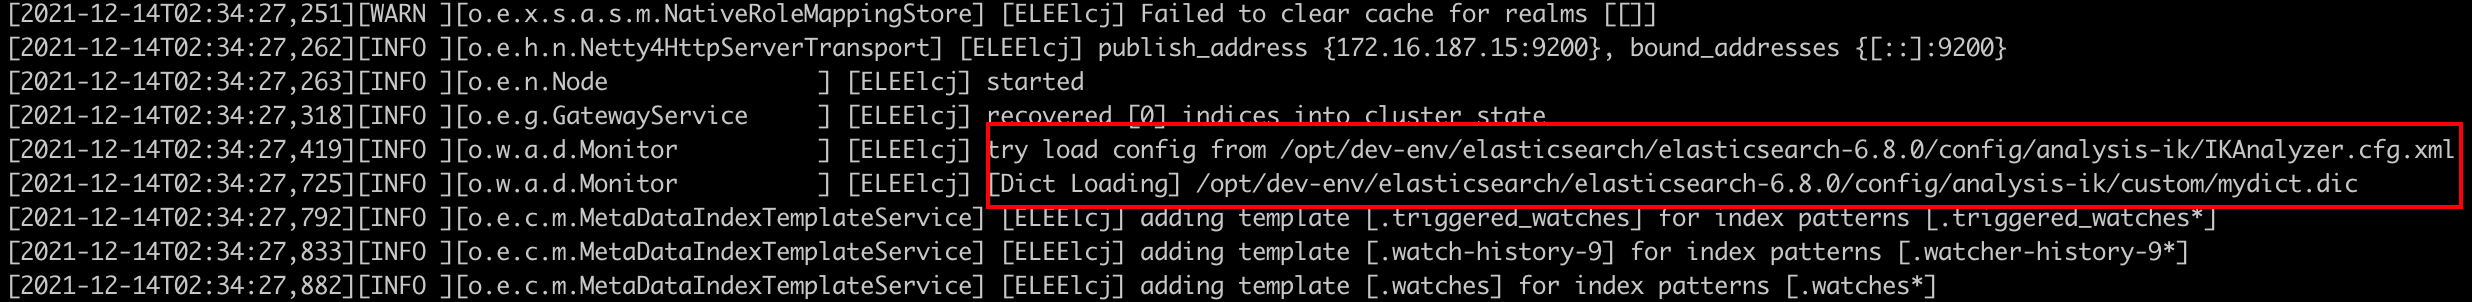 [2021-12-14T02:34:27,251][WARN ][o.e.x.s.a.s.m.NativeRoleMappingStore] [ELEElcj] Failed to clear cache for realms [[]]
[2021-12-14T02:34:27,262][INFO ][o.e.h.n.Netty4HttpServerTransport] [ELEElcj] publish_address {172.16.187.15:9200}, bound_addresses {[::]:9200}
[2021-12-14T02:34:27,263][INFO ][o.e.n.Node               ] [ELEElcj] started
[2021-12-14T02:34:27,318][INFO ][o.e.g.GatewayService     ] [ELEElcj] recovered [0] indices into cluster_state
[2021-12-14T02:34:27,419][INFO ][o.w.a.d.Monitor          ] [ELEElcj] try load config from /opt/dev-env/elasticsearch/elasticsearch-6.8.0/config/analysis-ik/IKAnalyzer.cfg.xml
[2021-12-14T02:34:27,725][INFO ][o.w.a.d.Monitor          ] [ELEElcj] [Dict Loading] /opt/dev-env/elasticsearch/elasticsearch-6.8.0/config/analysis-ik/custom/mydict.dic
[2021-12-14T02:34:27,792][INFO ][o.e.c.m.MetaDataIndexTemplateService] [ELEElcj] adding template [.triggered_watches] for index patterns [.triggered_watches*]
[2021-12-14T02:34:27,833][INFO ][o.e.c.m.MetaDataIndexTemplateService] [ELEElcj] adding template [.watch-history-9] for index patterns [.watcher-history-9*]
[2021-12-14T02:34:27,882][INFO ][o.e.c.m.MetaDataIndexTemplateService] [ELEElcj] adding template [.watches] for index patterns [.watches*]